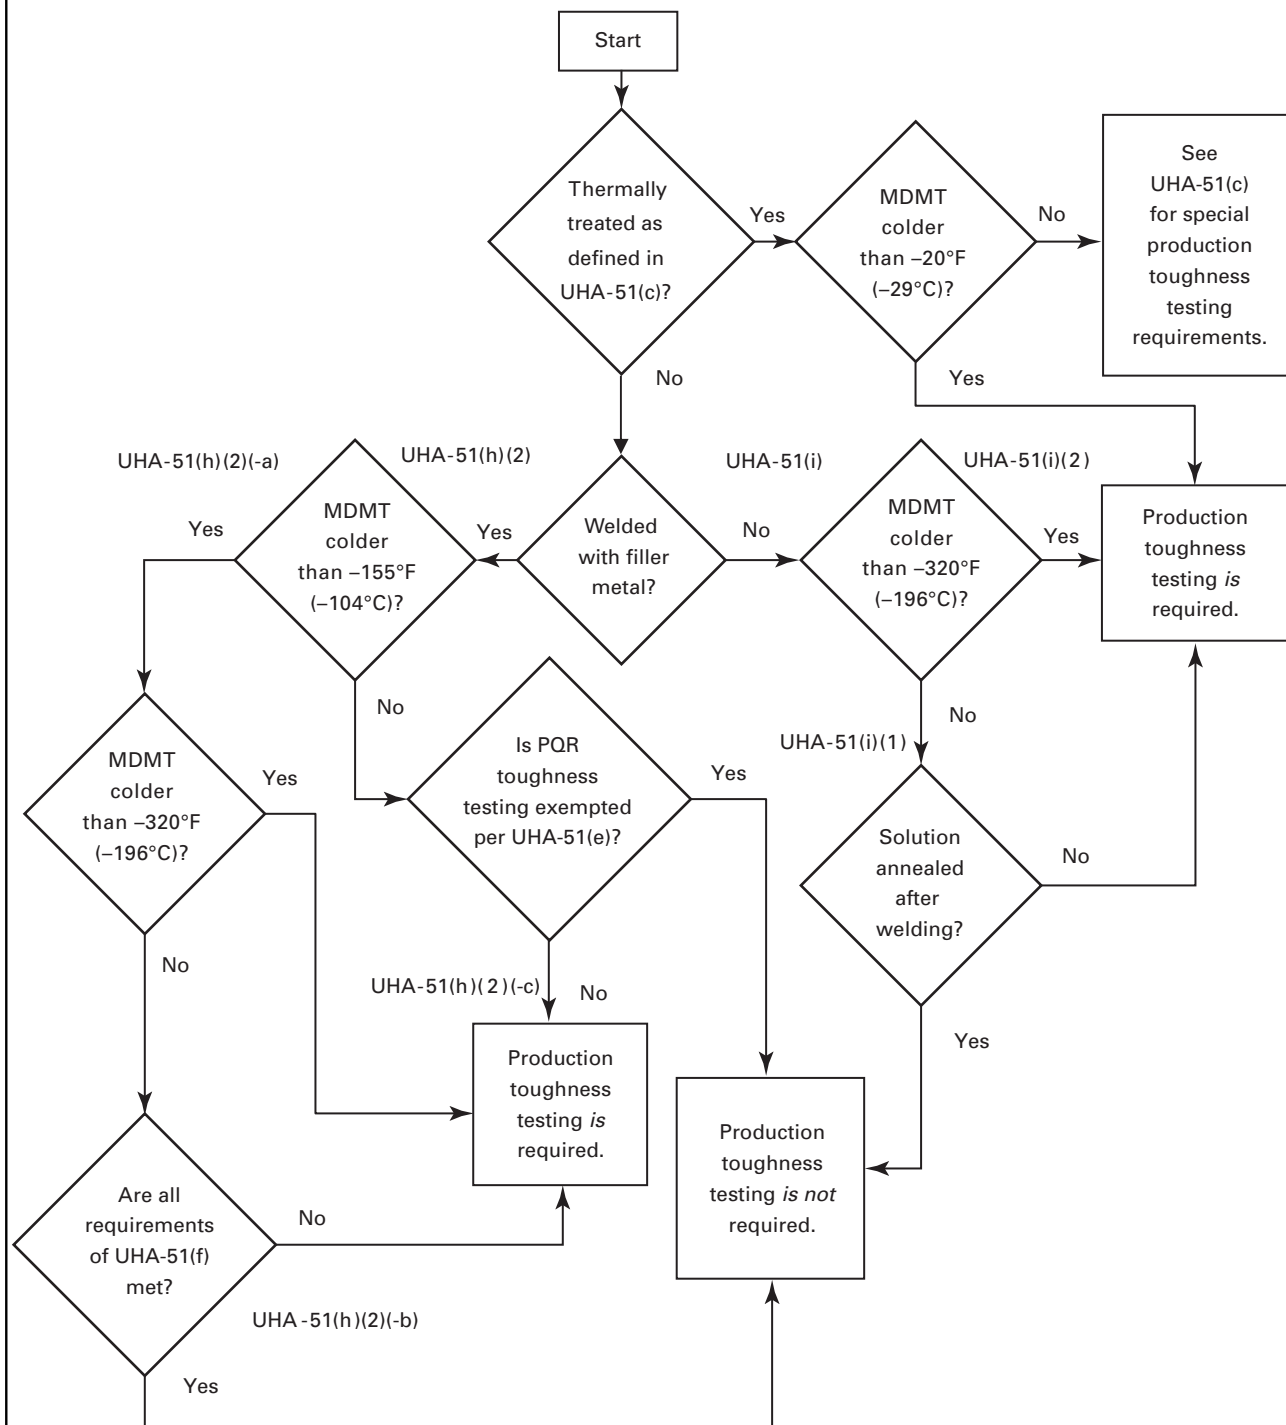 Start
Thermally
treated as
defined in
UHA-51(c)?
Yes
MDMT
colder
than –20°F
(–29°C)?
No
See
UHA-51(c)
for special
production
toughness
testing
requirements.
No
Yes
UHA-51(h)(2)(-a)
UHA-51(h)(2)
UHA-51(i)
UHA-51(i)(2)
Yes
MDMT
colder
than –155°F
(–104°C)?
Yes
Welded
with filler
metal?
No
MDMT
colder
than –320°F
(–196°C)?
Yes
Production
toughness
testing is
required.
No
No
UHA-51(i)(1)
MDMT
colder
than –320°F
(–196°C)?
Yes
Is PQR
toughness
testing exempted
per UHA-51(e)?
Yes
Solution
annealed
after
welding?
No
No
UHA-51(h)(2)(-c)
No
Yes
Production
toughness
testing is
required.
Production
toughness
testing is not
required.
Are all
requirements
of UHA-51(f)
met?
No
UHA-51(h)(2)(-b)
Yes